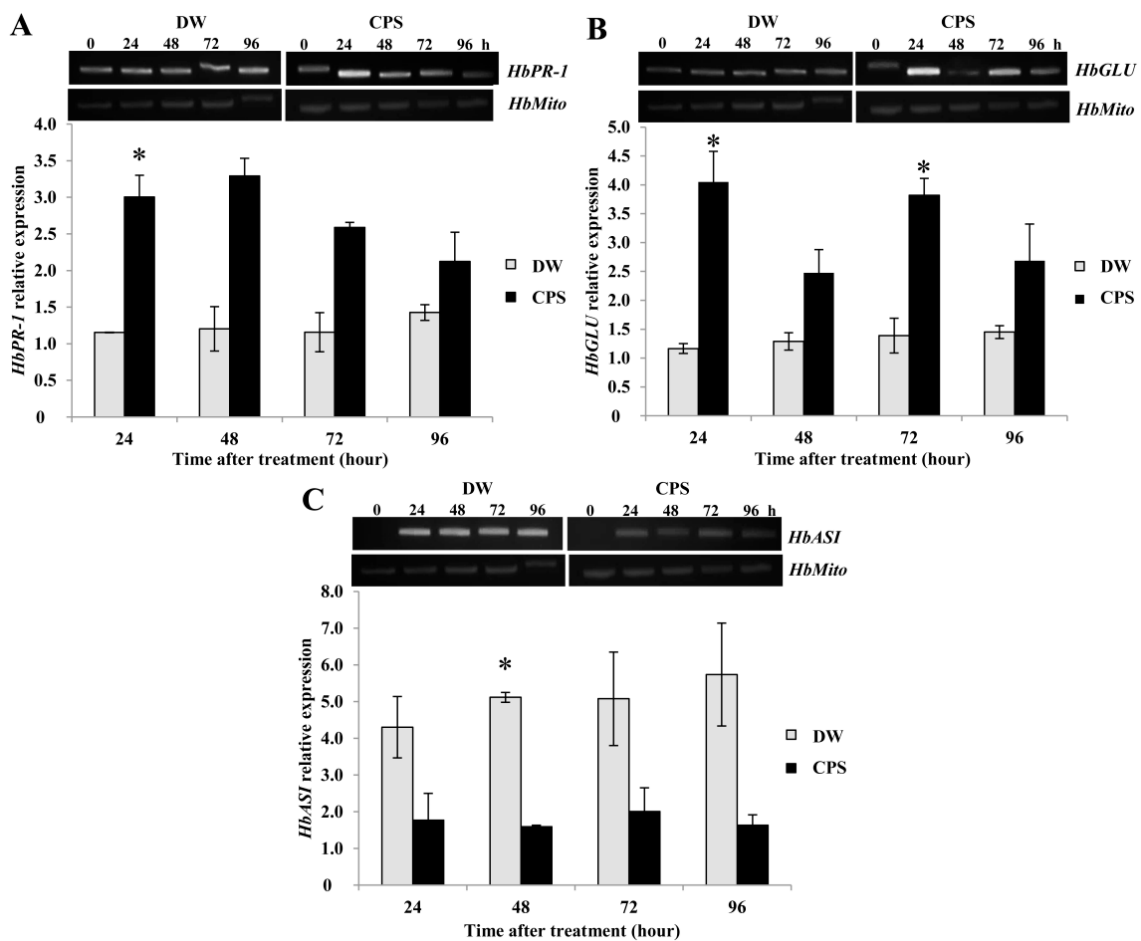 A
DW CPS
0 24 48 72 96 0 24 48 72 96 h
HbPR-1
HbMito
4.0
3.5
3.0
2.5
2.0
1.5
1.0
0.5
0
HbPR-1 relative expression
*
DW
CPS
24 48 72 96
Time after treatment (hour)
B
DW CPS
0 24 48 72 96 0 24 48 72 96 h
HbGLU
HbMito
5.0
4.5
4.0
3.5
3.0
2.5
2.0
1.5
1.0
0.5
0
HbGLU relative expression
* *
DW
CPS
24 48 72 96
Time after treatment (hour)
C
DW CPS
0 24 48 72 96 0 24 48 72 96 h
HbASI
HbMito
8.0
7.0
6.0
5.0
4.0
3.0
2.0
1.0
0
HbASI relative expression
*
DW
CPS
24 48 72 96
Time after treatment (hour)